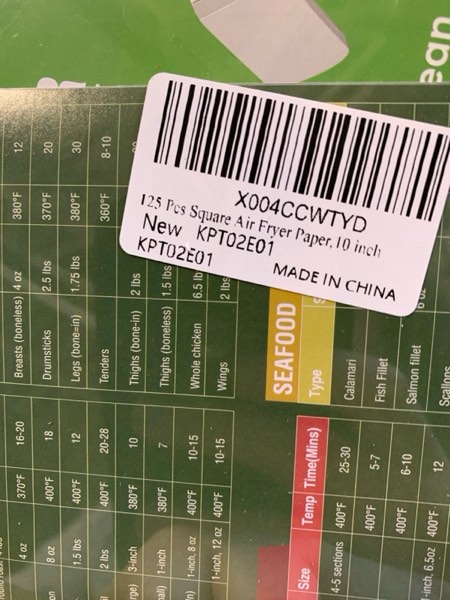 ean
X004CCWTYD
125 Pcs Square Air Fryer Paper,10 inch
New KPT02E01
KPT02E01
MADE IN CHINA
Breasts (boneless) 4 oz 380°F 12
Drumsticks 2.5 lbs 370°F 20
Legs (bone=in) 1.75 lbs 380°F 30
Tenders 360°F 8-10
Thighs (bone-in) 2 lbs
Thighs (boneless) 1.5 lbs
Whole chicken 6.5 lb
Wings 2 lbs
SEAFOOD
Type
Calamari
Fish Fillet
Salmon fillet
Scallops
4 oz 370°F 16-20
8 oz 400°F 18
1.5 lbs 400°F 12
2 lbs 400°F 20-28
3-inch 380°F 10
1-inch 380°F 7
1-inch, 8 oz 400°F 10-15
1-inch, 12 oz 400°F 10-15
Size Temp Time(Mins)
4-5 sections 400°F 25-30
400°F 5-7
400°F 6-10
1-inch, 6.5oz 400°F 12